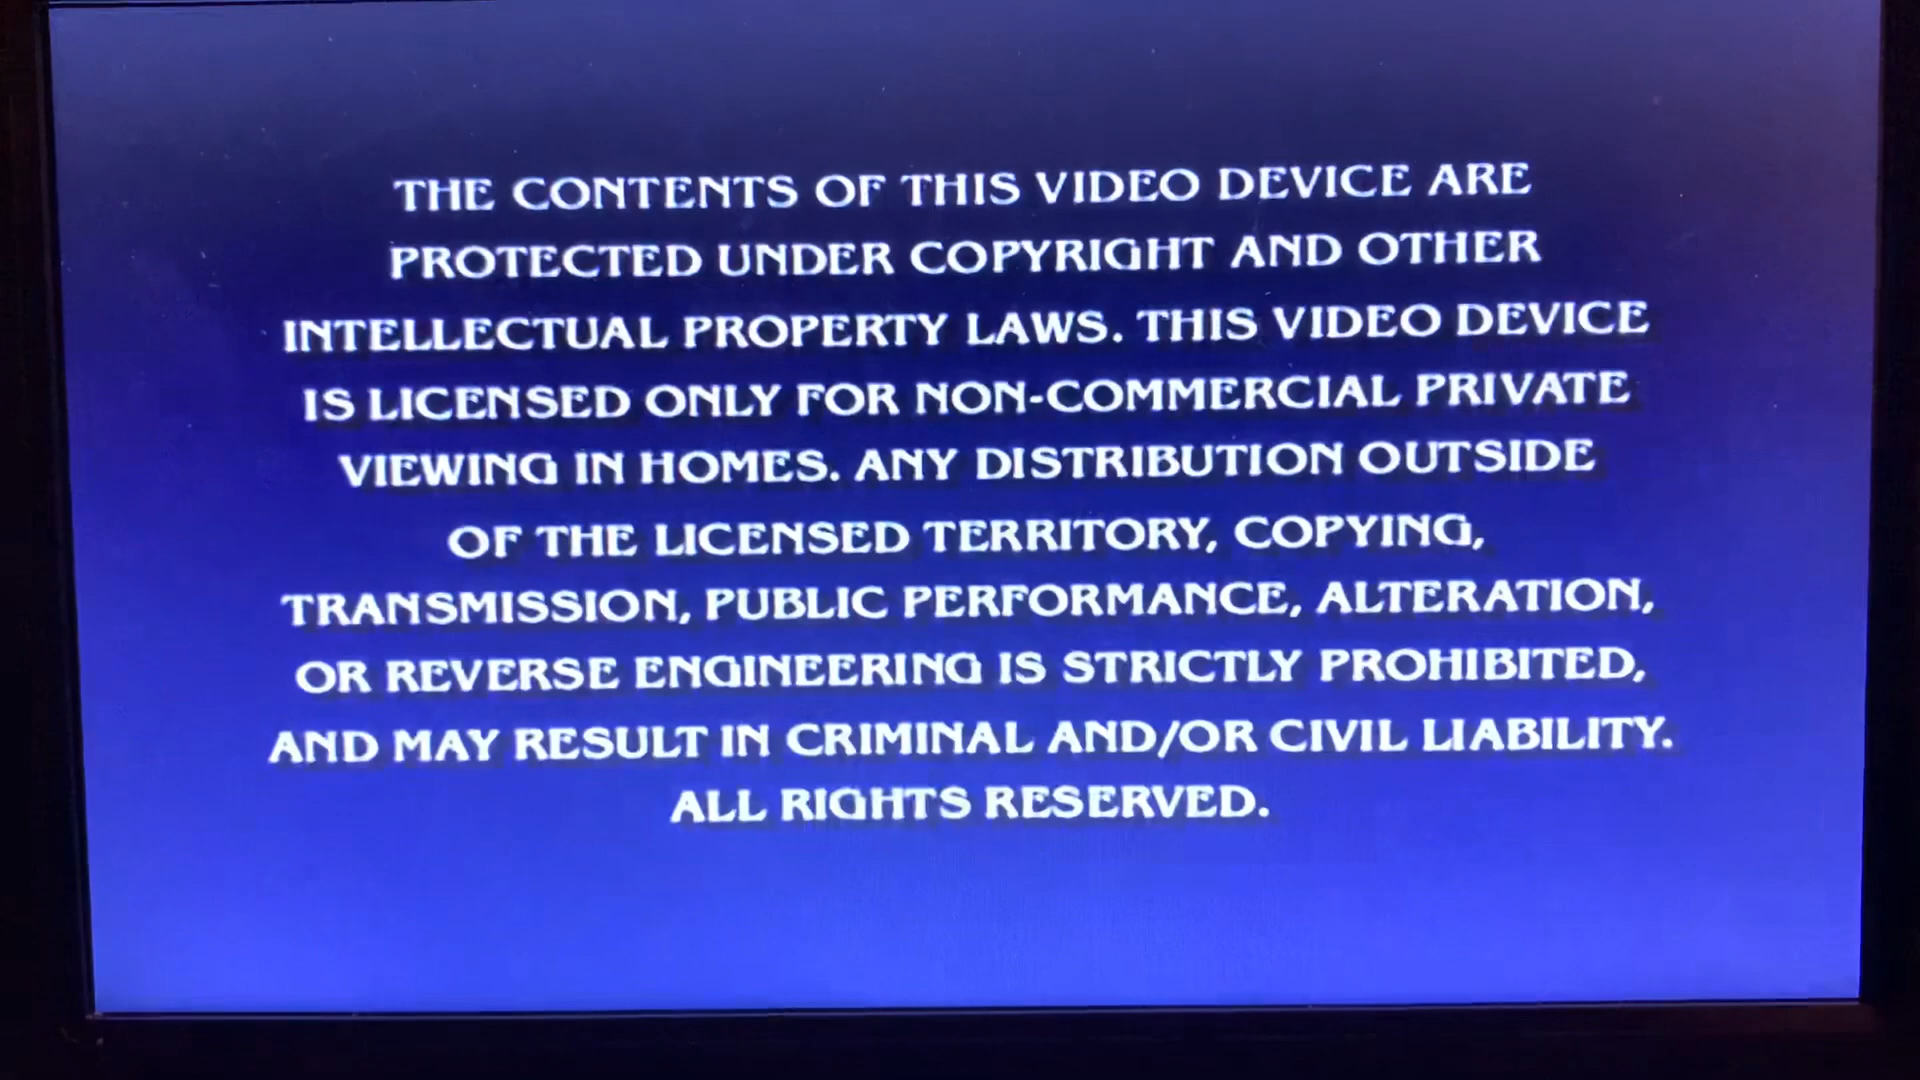 THE CONTENTS OF THIS VIDEO DEVICE ARE
PROTECTED UNDER COPYRIGHT AND OTHER
INTELLECTUAL PROPERTY LAWS. THIS VIDEO DEVICE
IS LICENSED ONLY FOR NON-COMMERCIAL PRIVATE
VIEWING IN HOMES. ANY DISTRIBUTION OUTSIDE
OF THE LICENSED TERRITORY, COPYING,
TRANSMISSION, PUBLIC PERFORMANCE, ALTERATION,
OR REVERSE ENGINEERING IS STRICTLY PROHIBITED,
AND MAY RESULT IN CRIMINAL AND/OR CIVIL LIABILITY.
ALL RIGHTS RESERVED.